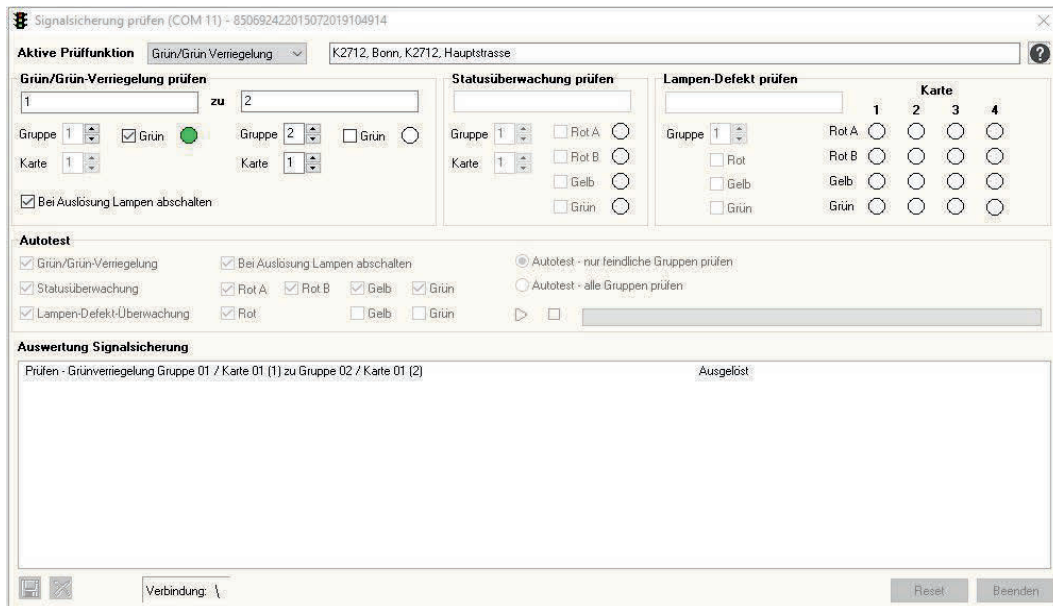 Signalsicherung prüfen (COM 11) - 850692422015072019104914
Aktive Prüffunktion Grün/Grün Verriegelung K2712, Bonn, K2712, Hauptstrasse ?
Grün/Grün-Verriegelung prüfen
1 zu 2
Gruppe 1 Grün Gruppe 2 Grün
Karte 1 Karte 1
Bei Auslösung Lampen abschalten
Statusüberwachung prüfen
Gruppe 1 Rot A
Karte 1 Rot B
Gelb
Grün
Lampen-Defekt prüfen
Karte
1 2 3 4
Gruppe 1 Rot A
Rot Rot B
Gelb Gelb
Grün Grün
Autotest
Grün/Grün-Verriegelung Bei Auslösung Lampen abschalten Autotest - nur feindliche Gruppen prüfen
Statusüberwachung Rot A Rot B Gelb Grün Autotest - alle Gruppen prüfen
Lampen-Defekt-Überwachung Rot Gelb Grün
Auswertung Signalsicherung
Prüfen - Grünverriegelung Gruppe 01 / Karte 01 (1) zu Gruppe 02 / Karte 01 (2) Ausgelöst
Verbindung: \ Reset Beenden